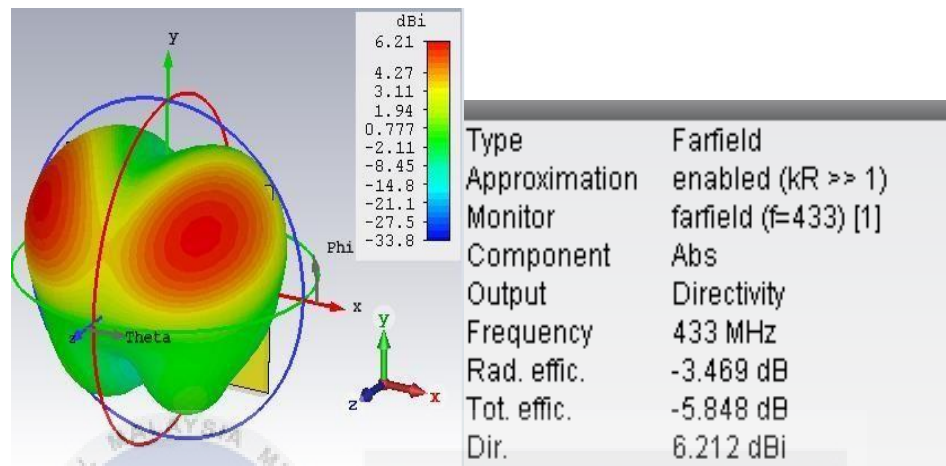 dBi
6.21
4.27
3.11
1.94
0.777
-2.11
-8.45
-14.8
-21.1
-27.5
-33.8
y
Phi
x
z
Theta
y
z
x
MALAYSIA
Type Farfield
Approximation enabled (kR >> 1)
Monitor farfield (f=433) [1]
Component Abs
Output Directivity
Frequency 433 MHz
Rad. effic. -3.469 dB
Tot. effic. -5.848 dB
Dir. 6.212 dBi